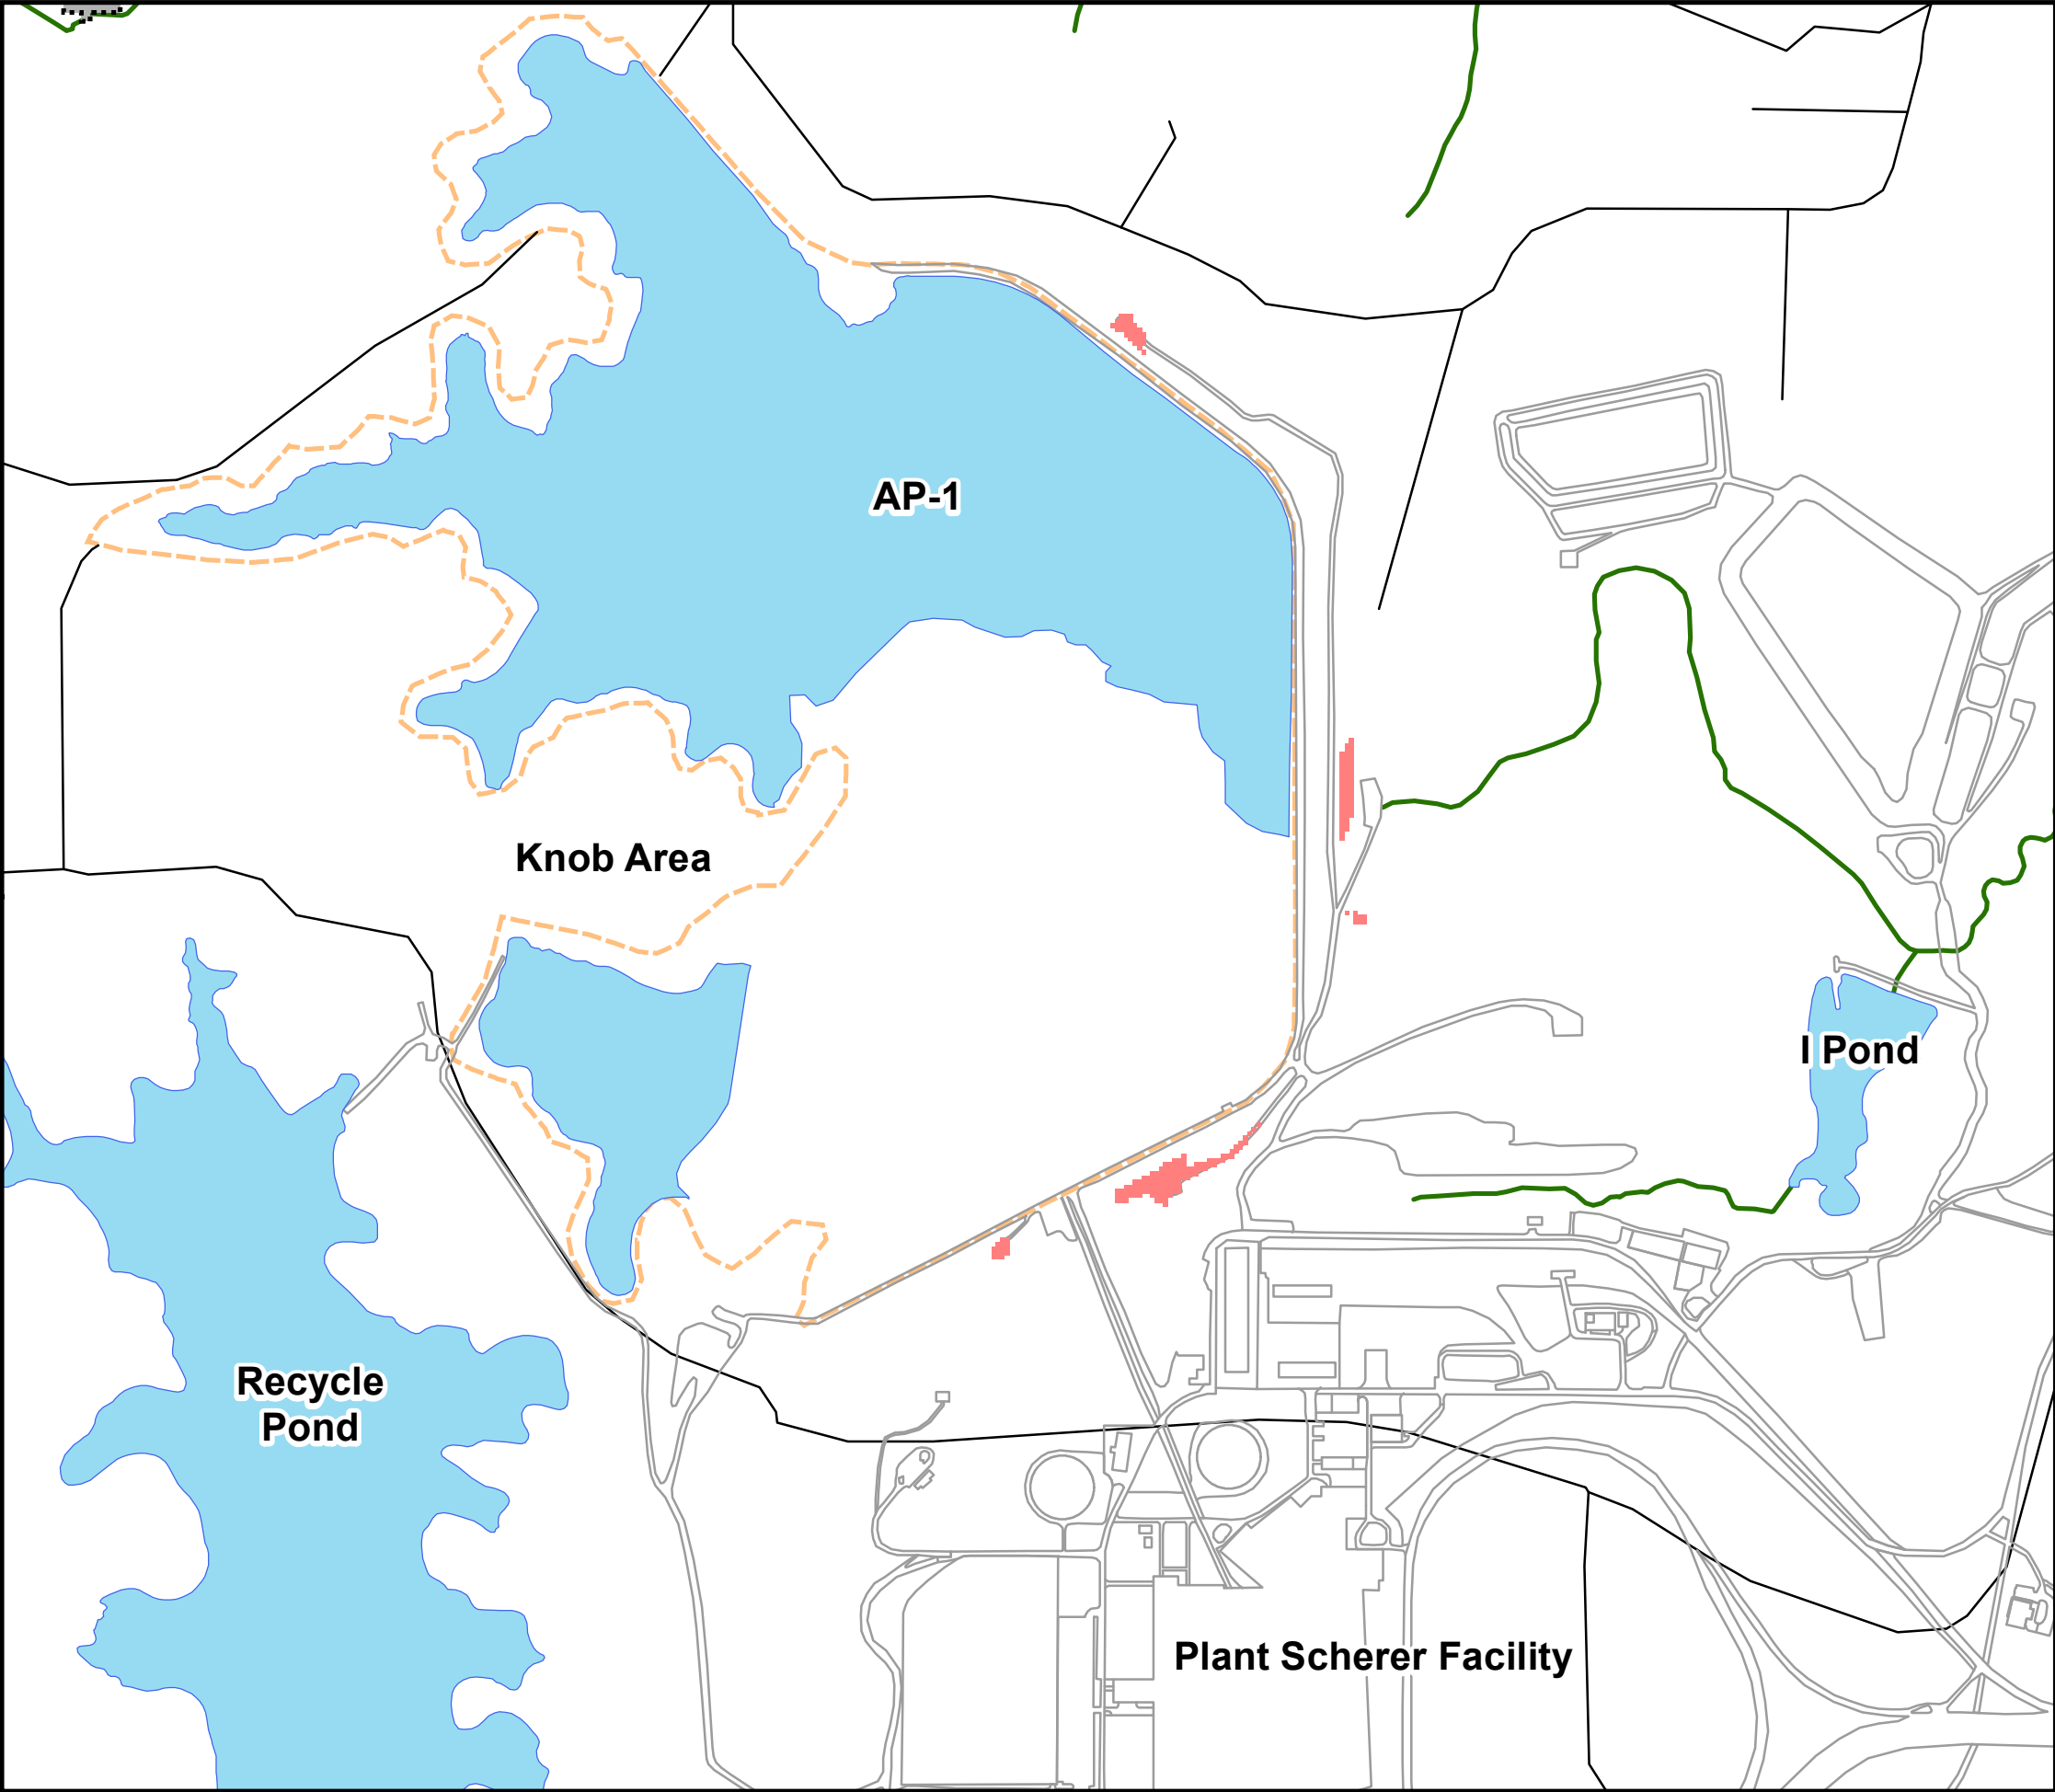 AP-1
Knob Area
I Pond
Recycle
Pond
Plant Scherer Facility